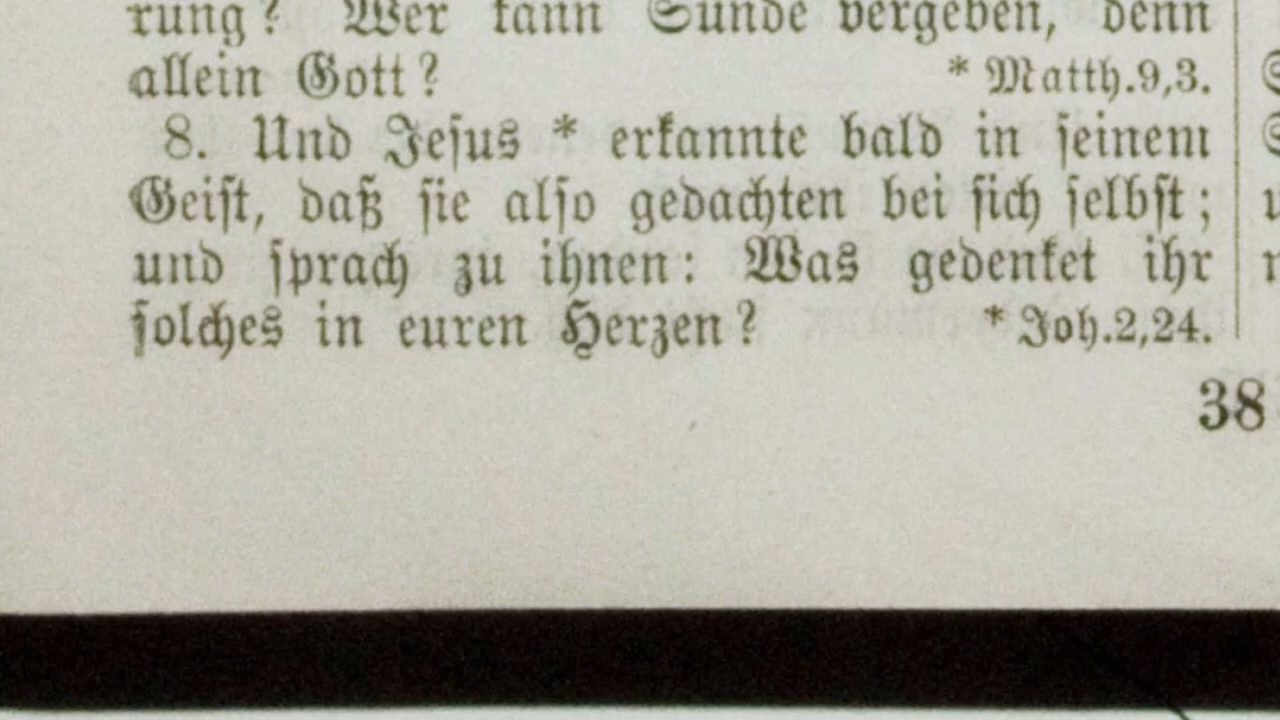 rung? Wer kann Sünde vergeben, denn
allein Gott? * Matth.9,3.
8. Und Jesus * erkannte bald in seinem
Geist, daß sie also gedachten bei sich selbst;
und sprach zu ihnen: Was gedenket ihr
solches in euren Herzen? * Joh.2,24.
38